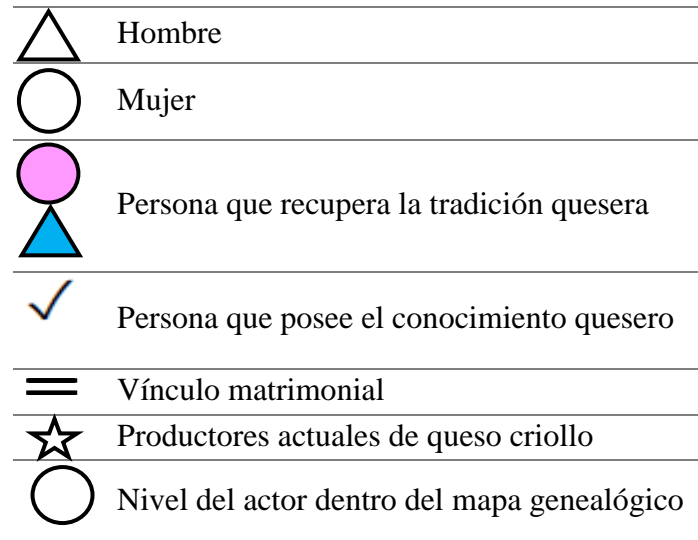 Hombre
Mujer
Persona que recupera la tradición quesera
Persona que posee el conocimiento quesero
Vínculo matrimonial
Productores actuales de queso criollo
Nivel del actor dentro del mapa genealógico